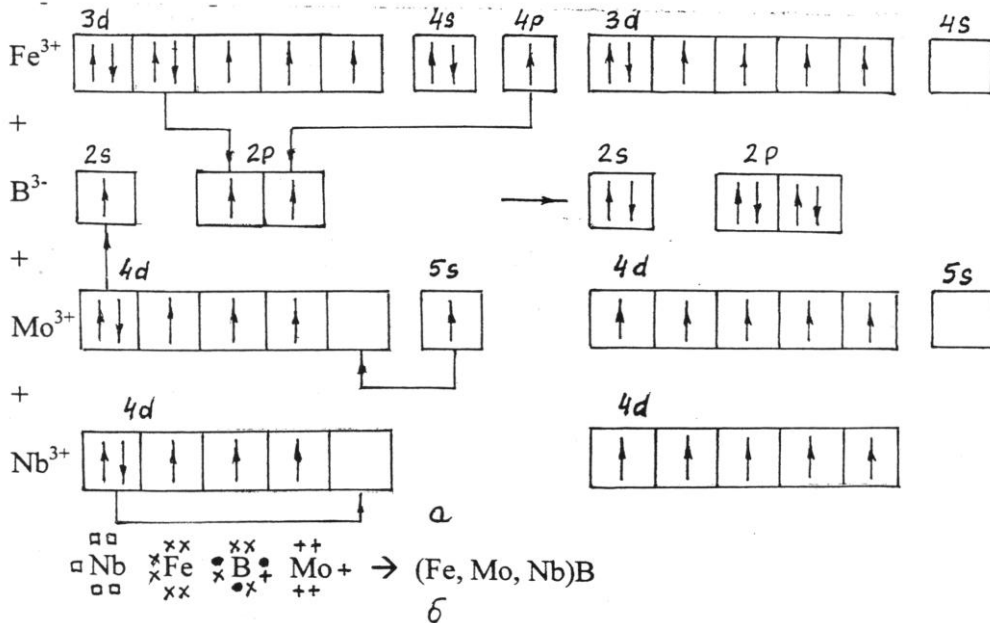 3d 4s 4p 3d 4s
Fe³⁺
+
2s 2p 2s 2p
B³⁻
+
4d 5s 4d 5s
Mo³⁺
+
4d 4d
Nb³⁺
а
Nb Fe B Mo + → (Fe, Mo, Nb)B
б